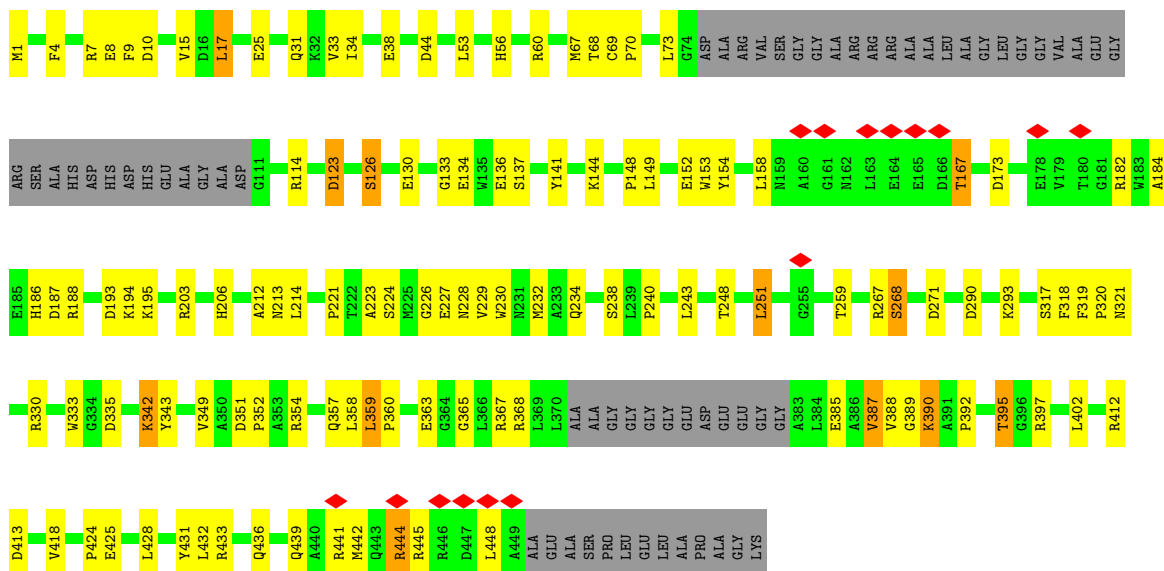 M1 F4 R7 E8 F9 D10 V15 D16 L17 E25 Q31 K32 V33 I34 E38 D44 L53 H56 R60 M67 T68 C69 P70 L73 G74 ASP ALA ARG VAL SER GLY GLY ALA ARG ARG ARG ALA ALA LEU ALA GLY LEU GLY GLY VAL ALA GLU GLY
ARG SER ALA HIS ASP HIS ASP HIS GLU ALA GLY ALA ASP G111 R114 D123 S126 E130 G133 E134 W135 E136 S137 Y141 K144 P148 L149 E152 W153 Y154 L158 N159 A160 G161 N162 L163 E164 E165 D166 T167 D173 E178 V179 T180 G181 R182 W183 A184
E185 H186 D187 R188 D193 K194 K195 R203 H206 A212 N213 L214 P221 T222 A223 S224 M225 G226 E227 N228 V229 W230 N231 M232 A233 Q234 S238 L239 P240 L243 T248 L251 G255 T259 R267 S268 D271 D290 K293 S317 F318 F319 P320 N321
R330 W333 G334 D335 K342 Y343 V349 A350 D351 P352 A353 R354 Q357 L358 L359 P360 E363 G364 G365 L366 R367 R368 L369 L370 ALA ALA GLY GLY GLY GLY GLU ASP GLU GLU GLY GLY A383 L384 E385 A386 V387 V388 G389 K390 A391 P392 T395 G396 R397 L402 R412
D413 V418 P424 E425 L428 Y431 L432 R433 Q436 Q439 A440 R441 M442 Q443 R444 R445 R446 D447 L448 A449 ALA GLU ALA SER PRO LEU GLU LEU ALA PRO ALA GLY LYS